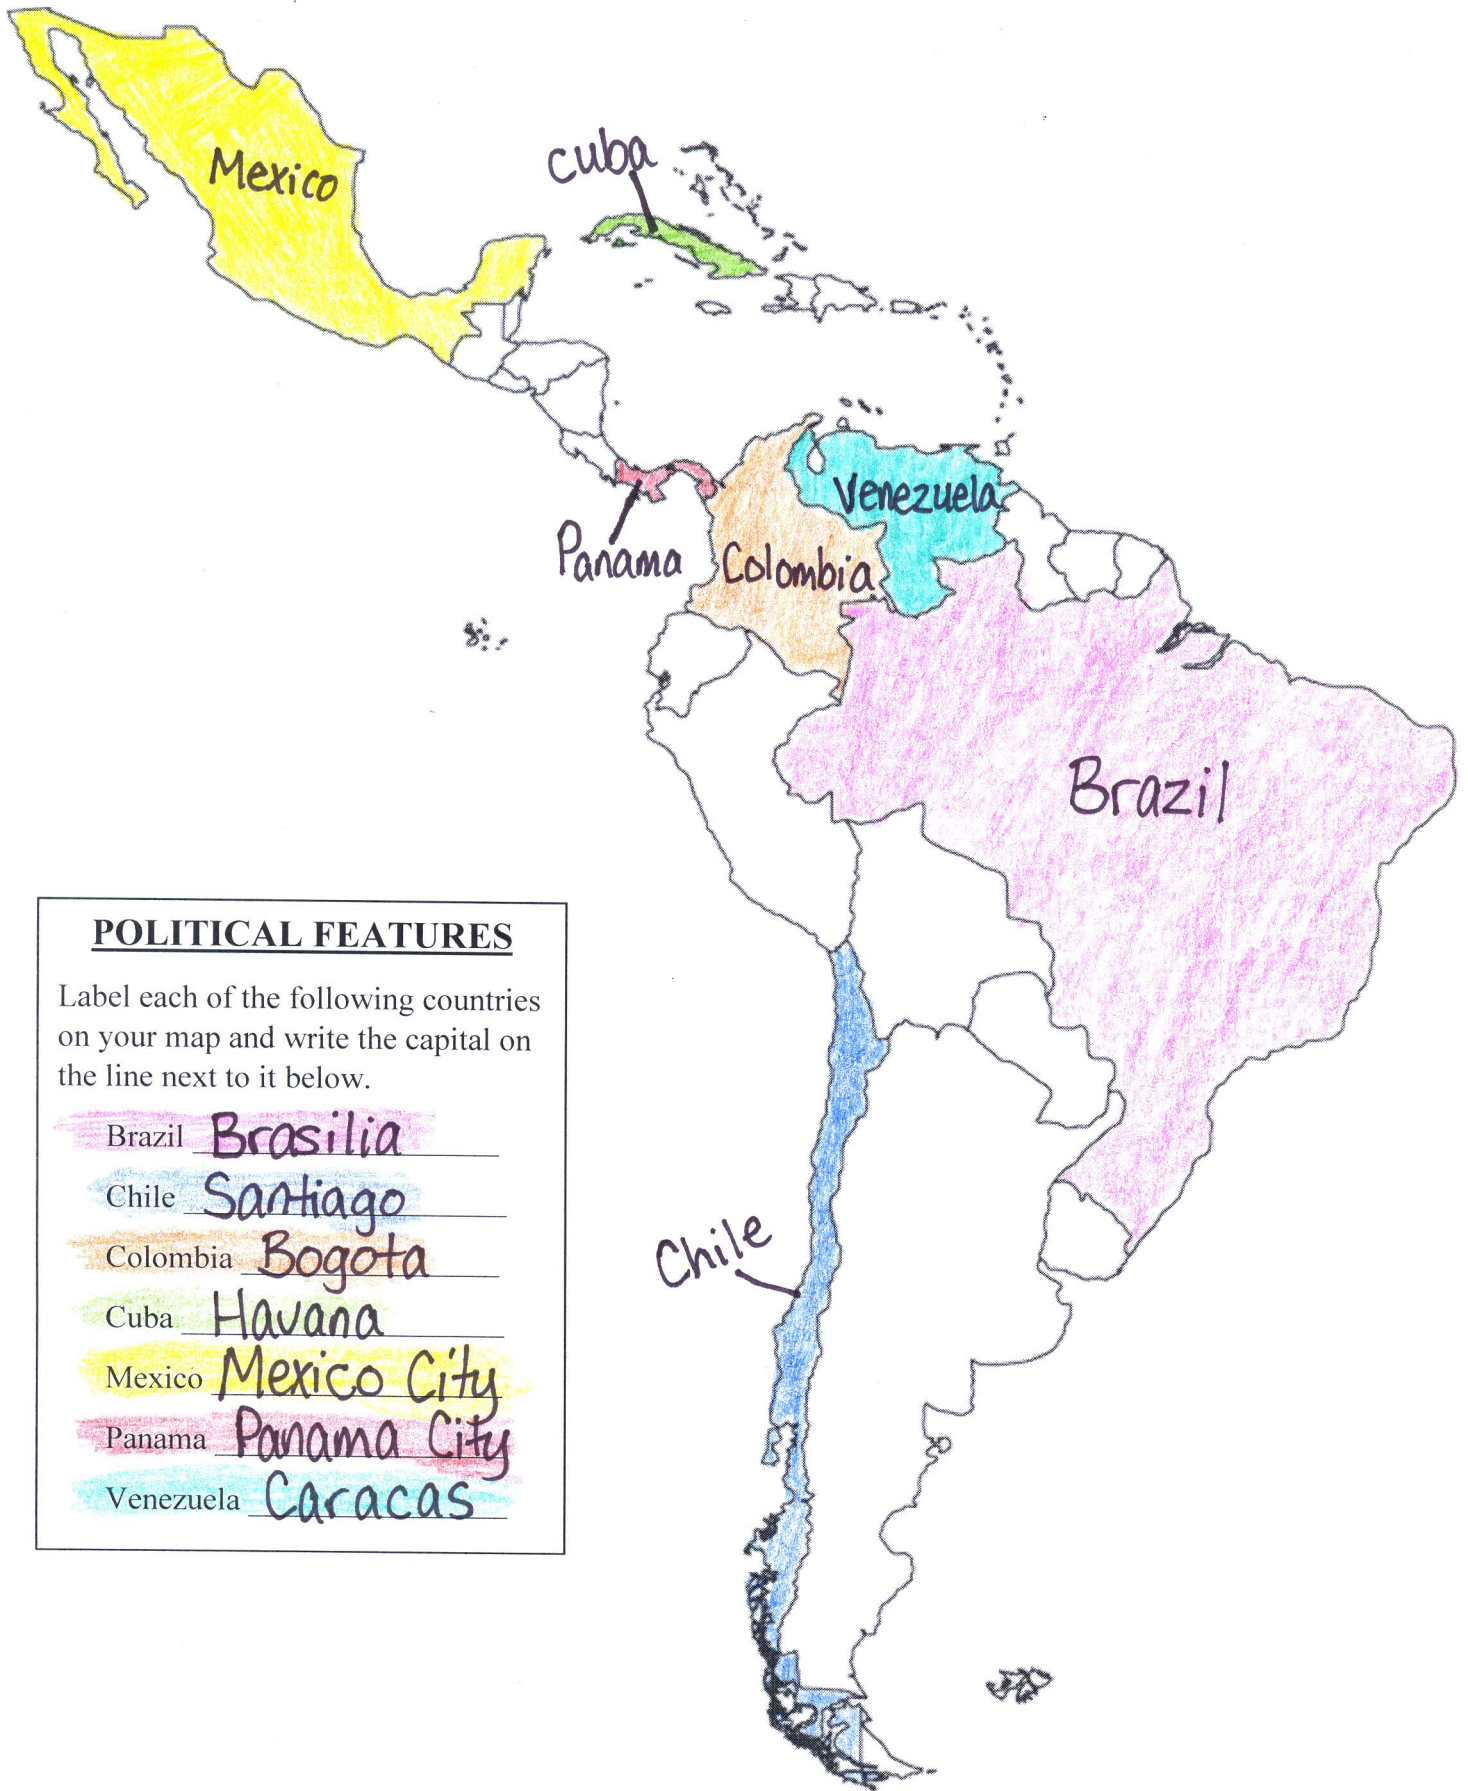 Mexico
Cuba
Venezuela
Panama
Colombia
Brazil
Chile
POLITICAL FEATURES
Label each of the following countries
on your map and write the capital on
the line next to it below.
Brazil Brasilia
Chile Santiago
Colombia Bogota
Cuba Havana
Mexico Mexico City
Panama Panama City
Venezuela Caracas